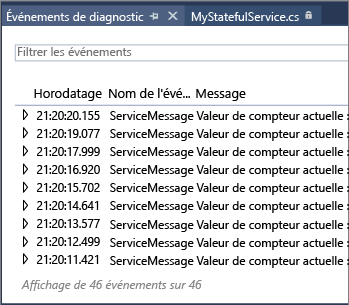 Événements de diagnostic MyStatefulService.cs
Filtrer les événements
Horodatage Nom de l'évé... Message
21:20:20.155 ServiceMessage Valeur de compteur actuelle :
21:20:19.077 ServiceMessage Valeur de compteur actuelle :
21:20:17.999 ServiceMessage Valeur de compteur actuelle :
21:20:16.920 ServiceMessage Valeur de compteur actuelle :
21:20:15.702 ServiceMessage Valeur de compteur actuelle :
21:20:14.641 ServiceMessage Valeur de compteur actuelle :
21:20:13.577 ServiceMessage Valeur de compteur actuelle :
21:20:12.499 ServiceMessage Valeur de compteur actuelle :
21:20:11.421 ServiceMessage Valeur de compteur actuelle :
Affichage de 46 événements sur 46